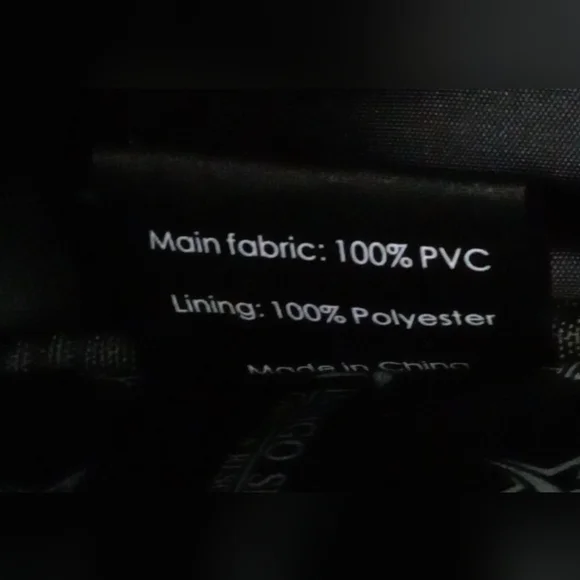 Main fabric: 100% PVC
Lining: 100% Polyester
Made in China